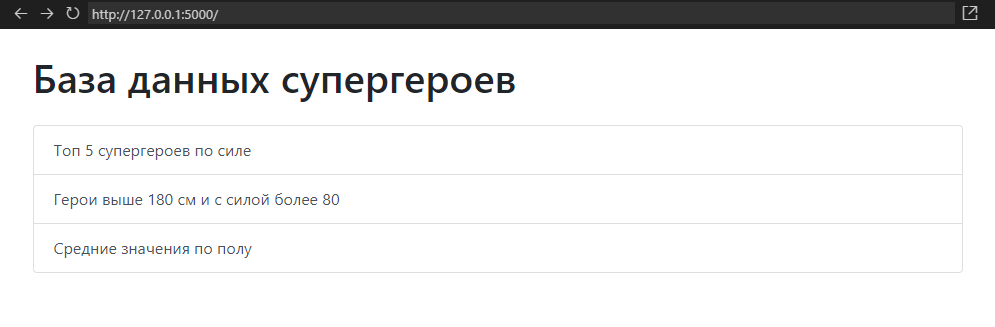 http://127.0.0.1:5000/
База данных супергероев
Топ 5 супергероев по силе
Герои выше 180 см и с силой более 80
Средние значения по полу